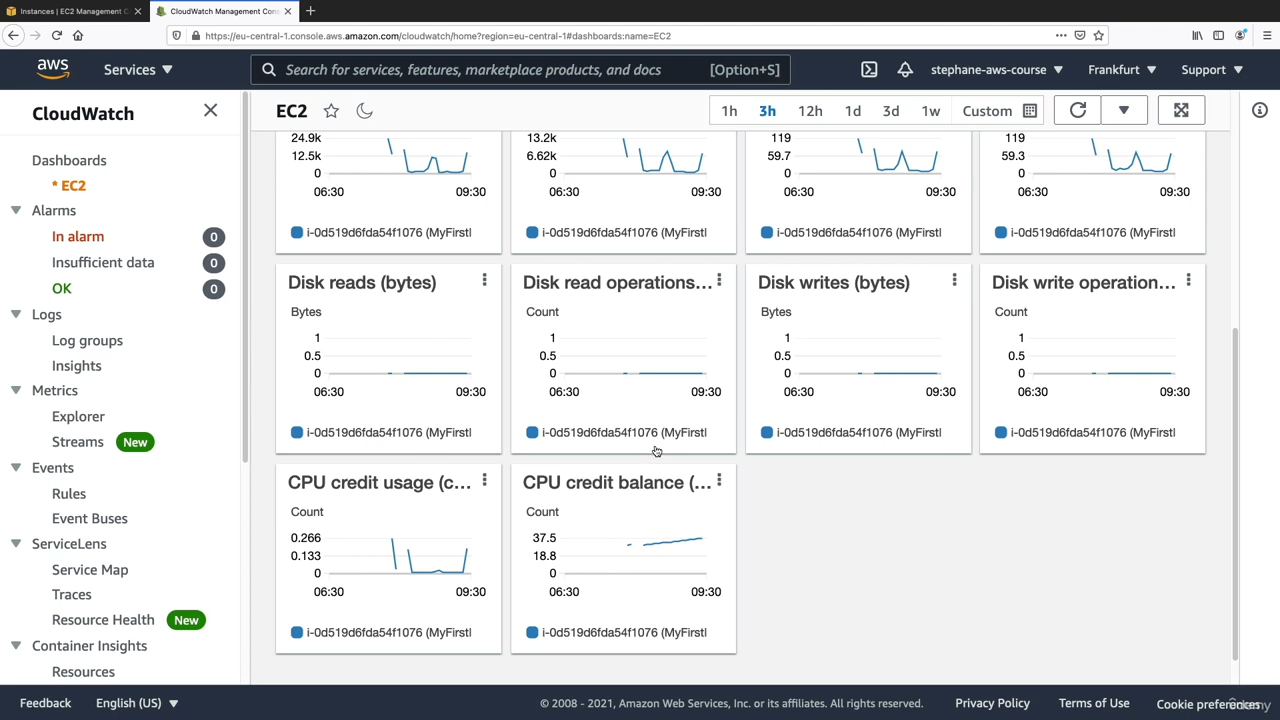 Instances | EC2 Management C
CloudWatch Management Con
https://eu-central-1.console.aws.amazon.com/cloudwatch/home?region=eu-central-1#dashboards:name=EC2
aws
Services
Search for services, features, marketplace products, and docs
[Option+S]
stephane-aws-course
Frankfurt
Support
CloudWatch
Dashboards
* EC2
Alarms
In alarm 0
Insufficient data 0
OK 0
Logs
Log groups
Insights
Metrics
Explorer
Streams New
Events
Rules
Event Buses
ServiceLens
Service Map
Traces
Resource Health New
Container Insights
Resources
EC2
1h 3h 12h 1d 3d 1w Custom
24.9k
12.5k
0
06:30 09:30
i-0d519d6fda54f1076 (MyFirstI
13.2k
6.62k
0
06:30 09:30
i-0d519d6fda54f1076 (MyFirstI
119
59.7
0
06:30 09:30
i-0d519d6fda54f1076 (MyFirstI
119
59.3
0
06:30 09:30
i-0d519d6fda54f1076 (MyFirstI
Disk reads (bytes)
Bytes
1
0.5
0
06:30 09:30
i-0d519d6fda54f1076 (MyFirstI
Disk read operations...
Count
1
0.5
0
06:30 09:30
i-0d519d6fda54f1076 (MyFirstI
Disk writes (bytes)
Bytes
1
0.5
0
06:30 09:30
i-0d519d6fda54f1076 (MyFirstI
Disk write operation...
Count
1
0.5
0
06:30 09:30
i-0d519d6fda54f1076 (MyFirstI
CPU credit usage (c...
Count
0.266
0.133
0
06:30 09:30
i-0d519d6fda54f1076 (MyFirstI
CPU credit balance (...
Count
37.5
18.8
0
06:30 09:30
i-0d519d6fda54f1076 (MyFirstI
Feedback
English (US)
© 2008 - 2021, Amazon Web Services, Inc. or its affiliates. All rights reserved.
Privacy Policy
Terms of Use
Cookie preferences